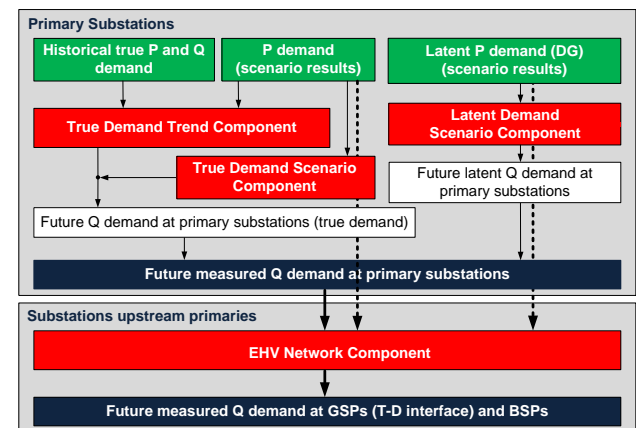 Primary Substations
Historical true P and Q
demand
P demand
(scenario results)
Latent P demand (DG)
(scenario results)
True Demand Trend Component
Latent Demand
Scenario Component
True Demand Scenario
Component
Future latent Q demand at
primary substations
Future Q demand at primary substations (true demand)
Future measured Q demand at primary substations
Substations upstream primaries
EHV Network Component
Future measured Q demand at GSPs (T-D interface) and BSPs